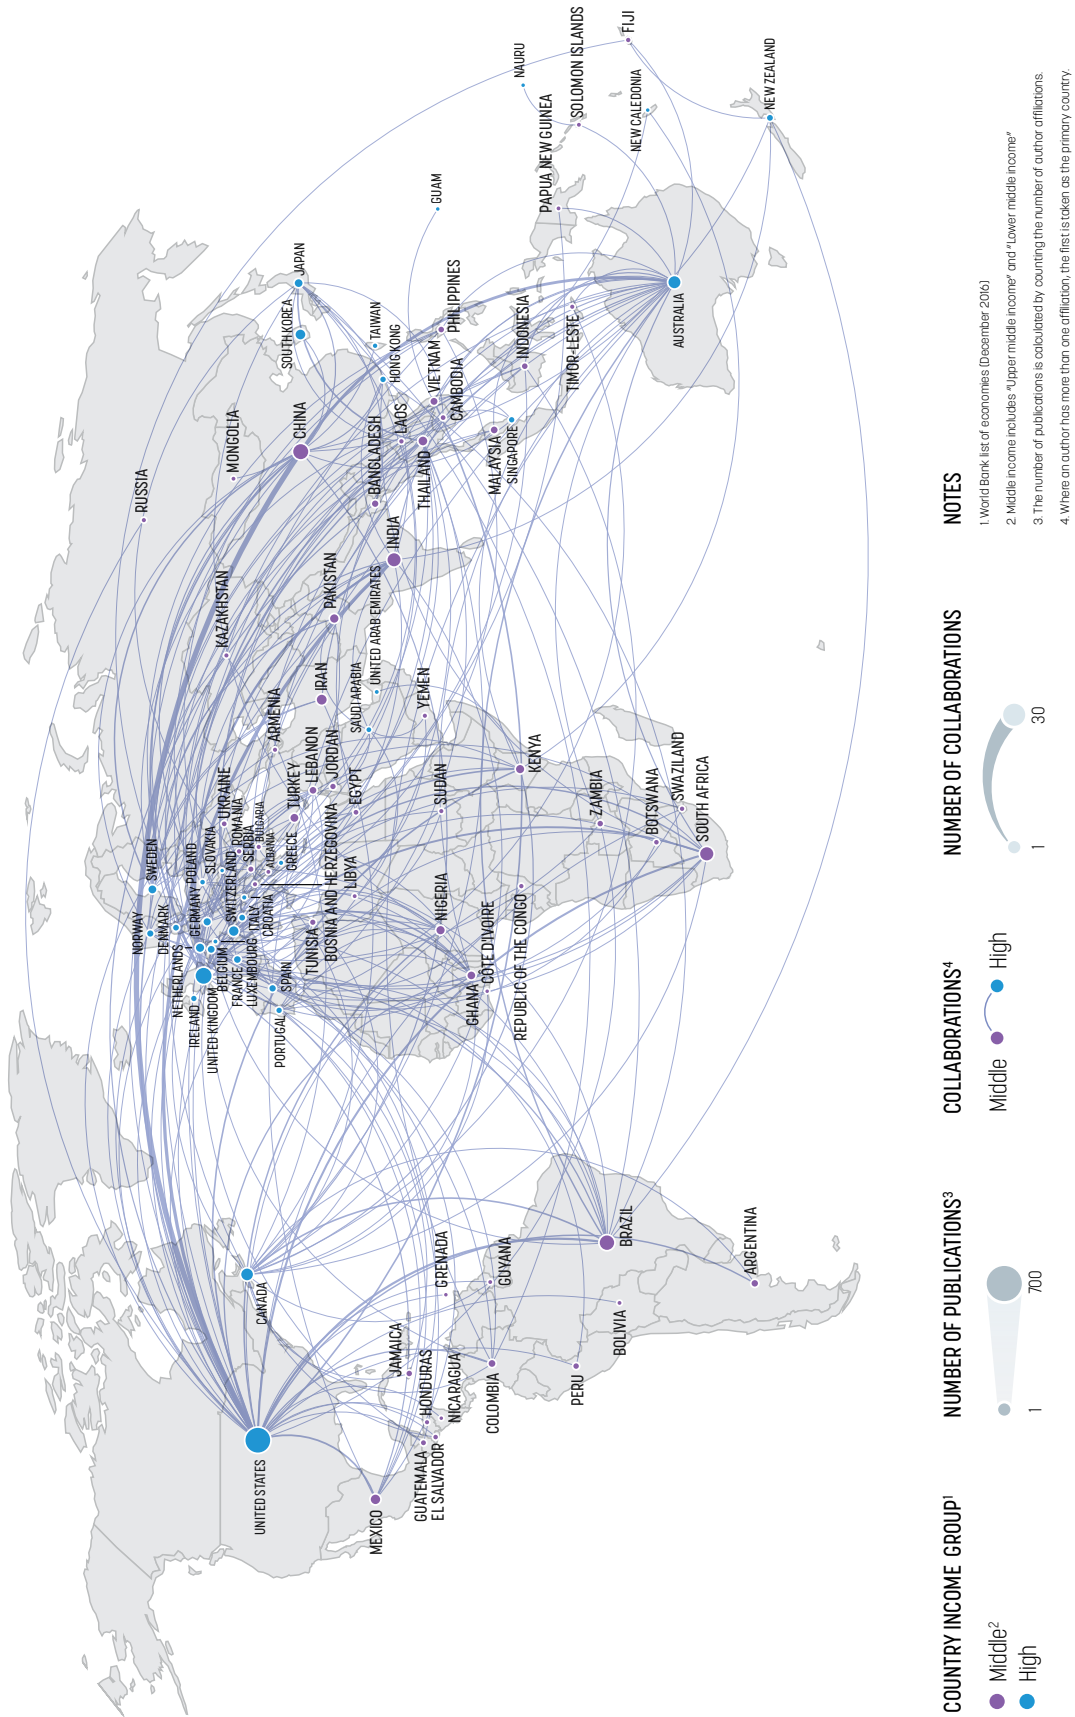 RUSSIA
MONGOLIA
CHINA
SOUTH KOREA
JAPAN
TAIWAN
HONG KONG
GUAM
NAURU
SOLOMON ISLANDS
FIJI
PAPUA NEW GUINEA
NEW CALEDONIA
NEW ZEALAND
AUSTRALIA
TIMOR-LESTE
INDONESIA
PHILIPPINES
VIETNAM
CAMBODIA
LAOS
THAILAND
MALAYSIA
SINGAPORE
BANGLADESH
INDIA
PAKISTAN
KAZAKHSTAN
IRAN
ARMENIA
UNITED ARAB EMIRATES
SAUDI ARABIA
YEMEN
LEBANON
JORDAN
TURKEY
EGYPT
SUDAN
KENYA
ZAMBIA
BOTSWANA
SWAZILAND
SOUTH AFRICA
UKRAINE
ROMANIA
BULGARIA
SERBIA
ALBANIA
GREECE
BOSNIA AND HERZEGOVINA
LIBYA
SWEDEN
NORWAY
DENMARK
GERMANY
POLAND
SLOVAKIA
SWITZERLAND
ITALY
CROATIA
NETHERLANDS
IRELAND
UNITED KINGDOM
BELGIUM
FRANCE
LUXEMBOURG
SPAIN
PORTUGAL
TUNISIA
NIGERIA
GHANA
CÔTE D'IVOIRE
REPUBLIC OF THE CONGO
CANADA
UNITED STATES
MEXICO
GUATEMALA
EL SALVADOR
HONDURAS
NICARAGUA
JAMAICA
GRENADA
GUYANA
COLOMBIA
PERU
BOLIVIA
BRAZIL
ARGENTINA
COUNTRY INCOME GROUP1
Middle2
High
NUMBER OF PUBLICATIONS3
1
700
COLLABORATIONS4
Middle
High
NUMBER OF COLLABORATIONS
1
30
NOTES
1. World Bank list of economies (December 2016)
2. Middle income includes "Upper middle income" and "Lower middle income"
3. The number of publications is calculated by counting the number of author affiliations.
4. Where an author has more than one affiliation, the first is taken as the primary country.